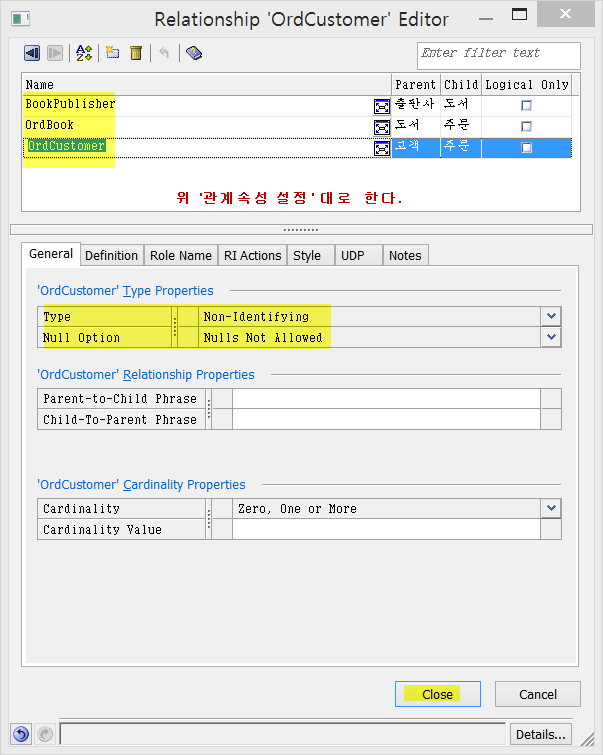 Relationship 'OrdCustomer' Editor
Enter filter text
Name Parent Child Logical Only
BookPublisher 출판사 도서
OrdBook 도서 주문
OrdCustomer 고객 주문
위 '관계속성 설정' 대로 한다.
General Definition Role Name RI Actions Style UDP Notes
'OrdCustomer' Type Properties
Type Non-Identifying
Null Option Nulls Not Allowed
'OrdCustomer' Relationship Properties
Parent-to-Child Phrase
Child-To-Parent Phrase
'OrdCustomer' Cardinality Properties
Cardinality Zero, One or More
Cardinality Value
Close Cancel
Details...